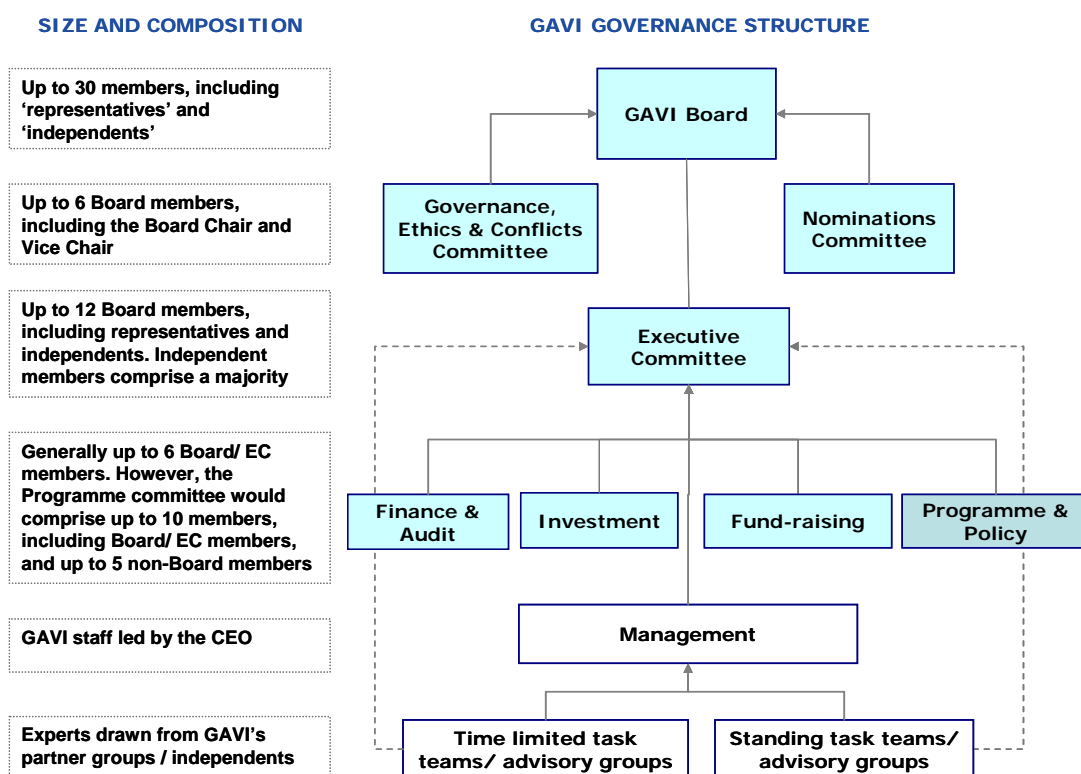 SIZE AND COMPOSITION
GAVI GOVERNANCE STRUCTURE
Up to 30 members, including
‘representatives’ and
‘independents’
GAVI Board
Up to 6 Board members,
including the Board Chair and
Vice Chair
Governance,
Ethics & Conflicts
Committee
Nominations
Committee
Up to 12 Board members,
including representatives and
independents. Independent
members comprise a majority
Executive
Committee
Generally up to 6 Board/ EC
members. However, the
Programme committee would
comprise up to 10 members,
including Board/ EC members,
and up to 5 non-Board members
Finance &
Audit
Investment
Fund-raising
Programme &
Policy
GAVI staff led by the CEO
Management
Experts drawn from GAVI’s
partner groups / independents
Time limited task
teams/ advisory groups
Standing task teams/
advisory groups